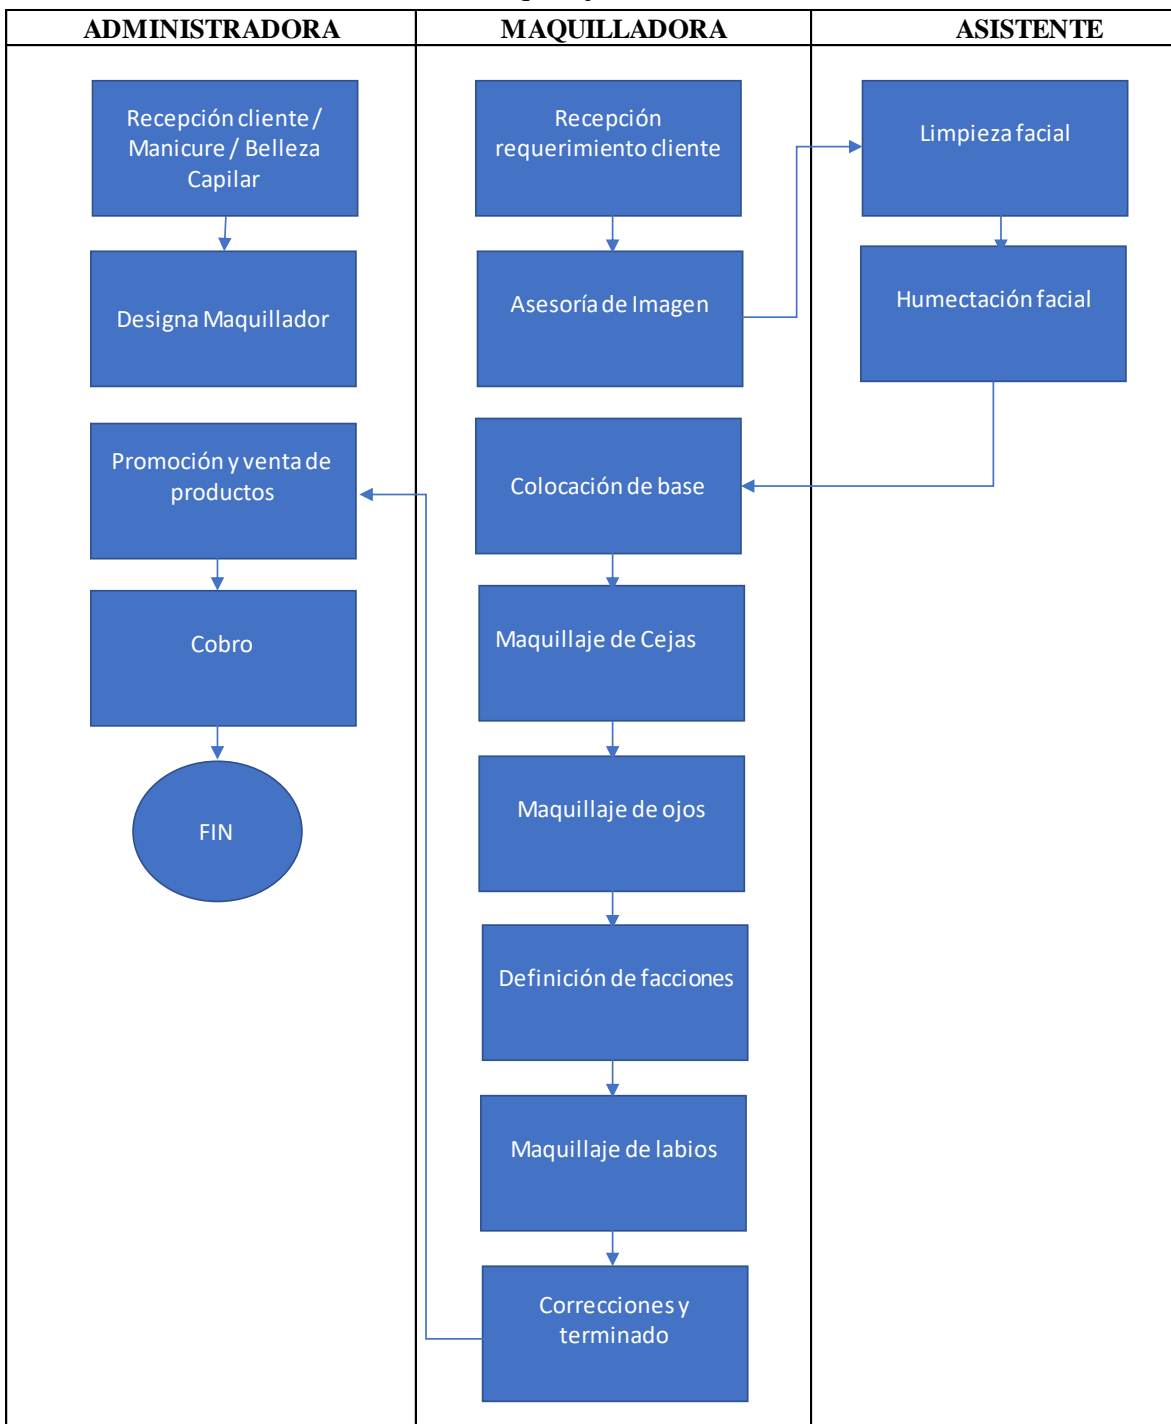 ADMINISTRADORA
MAQUILLADORA
ASISTENTE
Recepción cliente /
Manicure / Belleza
Capilar
Designa Maquillador
Promoción y venta de
productos
Cobro
FIN
Recepción
requerimiento cliente
Asesoría de Imagen
Colocación de base
Maquillaje de Cejas
Maquillaje de ojos
Definición de facciones
Maquillaje de labios
Correcciones y
terminado
Limpieza facial
Humectación facial